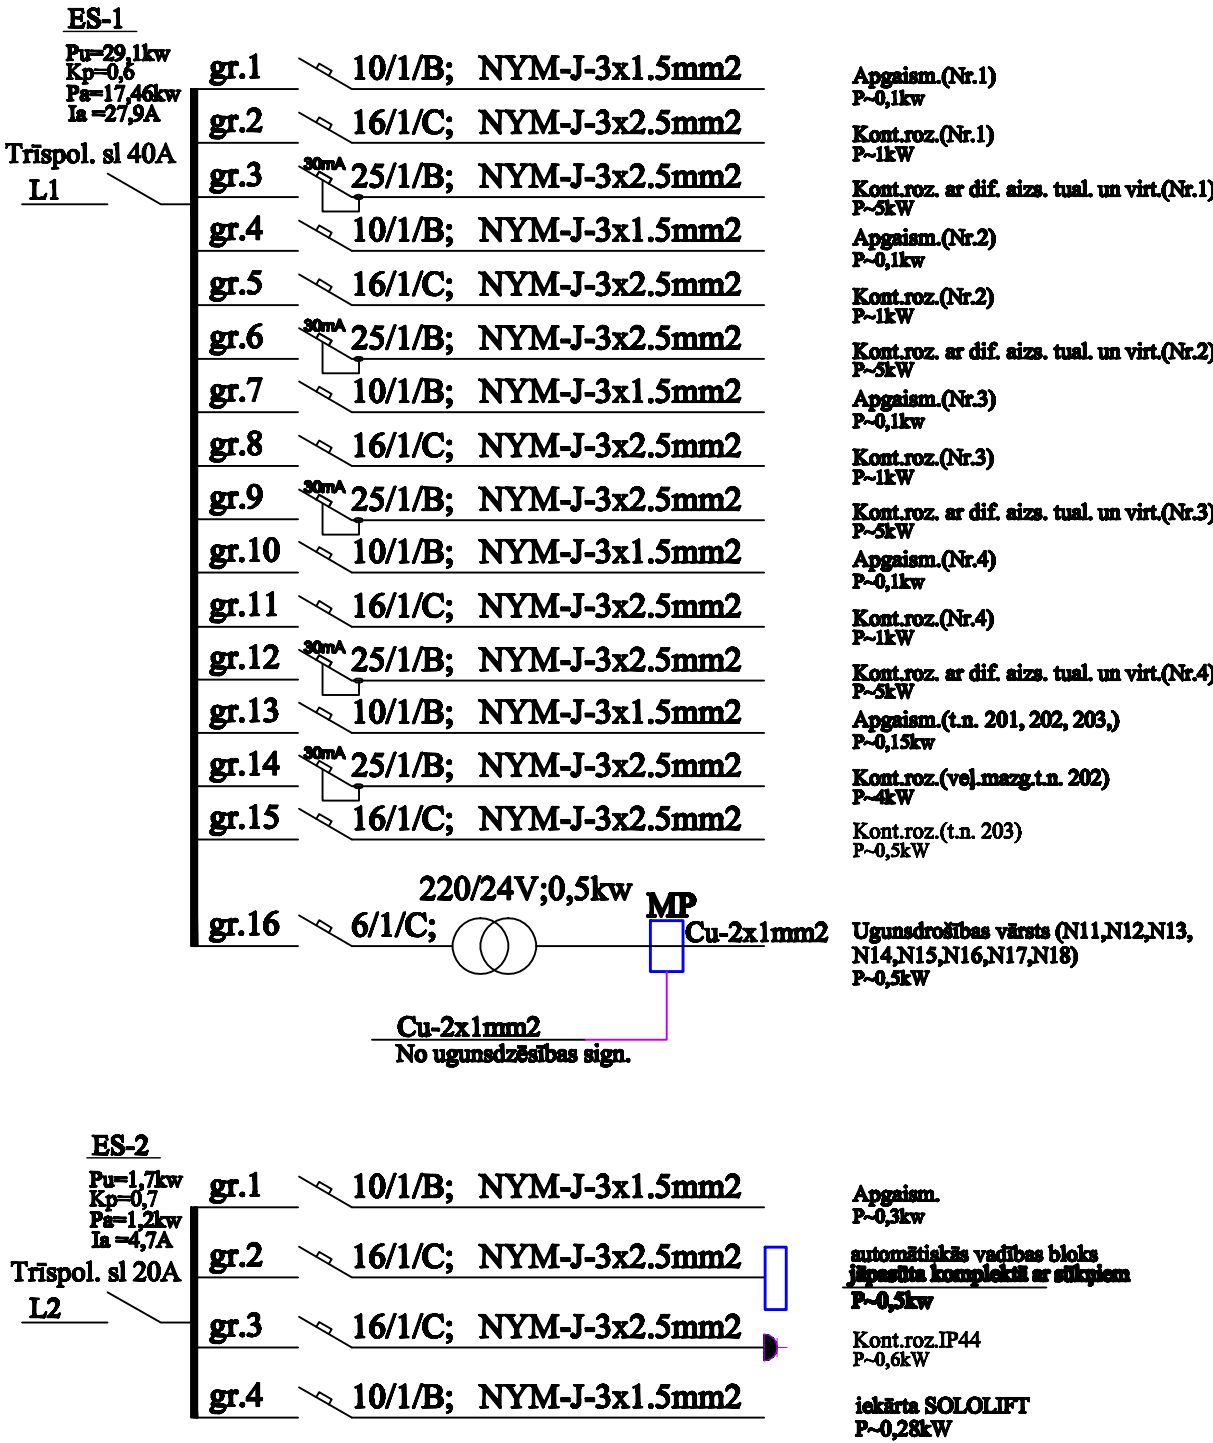 ES-1
Pu=29,1kw
Kp=0,6
Pa=17,46kw
Ia =27,9A
Trīspol. sl 40A
L1
gr.1 10/1/B; NYM-J-3x1.5mm2
Apgaism.(Nr.1)
P~0,1kw
gr.2 16/1/C; NYM-J-3x2.5mm2
Kont.roz.(Nr.1)
P~1kW
gr.3 30mA 25/1/B; NYM-J-3x2.5mm2
Kont.roz. ar dif. aizs. tual. un virt.(Nr.1)
P~5kW
gr.4 10/1/B; NYM-J-3x1.5mm2
Apgaism.(Nr.2)
P~0,1kw
gr.5 16/1/C; NYM-J-3x2.5mm2
Kont.roz.(Nr.2)
P~1kW
gr.6 30mA 25/1/B; NYM-J-3x2.5mm2
Kont.roz. ar dif. aizs. tual. un virt.(Nr.2)
P~5kW
gr.7 10/1/B; NYM-J-3x1.5mm2
Apgaism.(Nr.3)
P~0,1kw
gr.8 16/1/C; NYM-J-3x2.5mm2
Kont.roz.(Nr.3)
P~1kW
gr.9 30mA 25/1/B; NYM-J-3x2.5mm2
Kont.roz. ar dif. aizs. tual. un virt.(Nr.3)
P~5kW
gr.10 10/1/B; NYM-J-3x1.5mm2
Apgaism.(Nr.4)
P~0,1kw
gr.11 16/1/C; NYM-J-3x2.5mm2
Kont.roz.(Nr.4)
P~1kW
gr.12 30mA 25/1/B; NYM-J-3x2.5mm2
Kont.roz. ar dif. aizs. tual. un virt.(Nr.4)
P~5kW
gr.13 10/1/B; NYM-J-3x1.5mm2
Apgaism.(t.n. 201, 202, 203,)
P~0,15kw
gr.14 30mA 25/1/B; NYM-J-3x2.5mm2
Kont.roz.(veļ.mazg.t.n. 202)
P~4kW
gr.15 16/1/C; NYM-J-3x2.5mm2
Kont.roz.(t.n. 203)
P~0,5kW
220/24V;0,5kw
MP
gr.16 6/1/C; Cu-2x1mm2
Ugunsdrošības vārsts (N11,N12,N13,
N14,N15,N16,N17,N18)
P~0,5kW
Cu-2x1mm2
No ugunsdzēsības sign.
ES-2
Pu=1,7kw
Kp=0,7
Pa=1,2kw
Ia =4,7A
Trīspol. sl 20A
L2
gr.1 10/1/B; NYM-J-3x1.5mm2
Apgaism.
P~0,3kw
gr.2 16/1/C; NYM-J-3x2.5mm2
automātiskās vadības bloks
jāpasūta komplektā ar sūkņiem
P~0,5kw
gr.3 16/1/C; NYM-J-3x2.5mm2
Kont.roz.IP44
P~0,6kW
gr.4 10/1/B; NYM-J-3x1.5mm2
iekārta SOLOLIFT
P~0,28kW